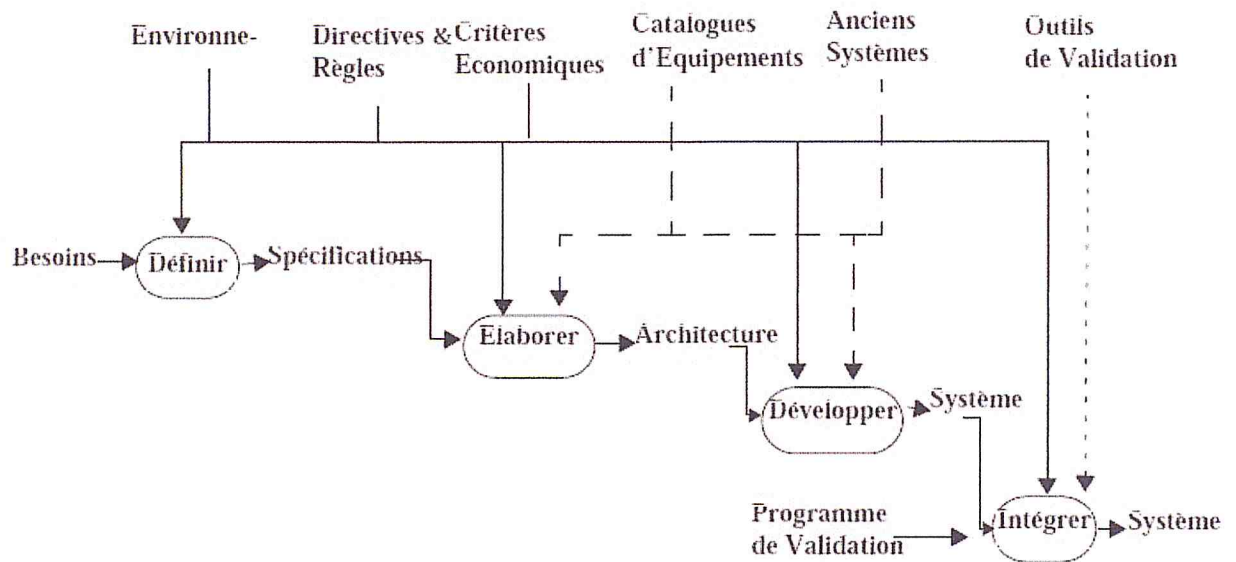 Environne-
Directives &
Règles
Critères
Economiques
Catalogues
d'Equipements
Anciens
Systèmes
Outils
de Validation
Besoins
Définir
Spécifications
Elaborer
Architecture
Développer
Système
Programme
de Validation
Intégrer
Système